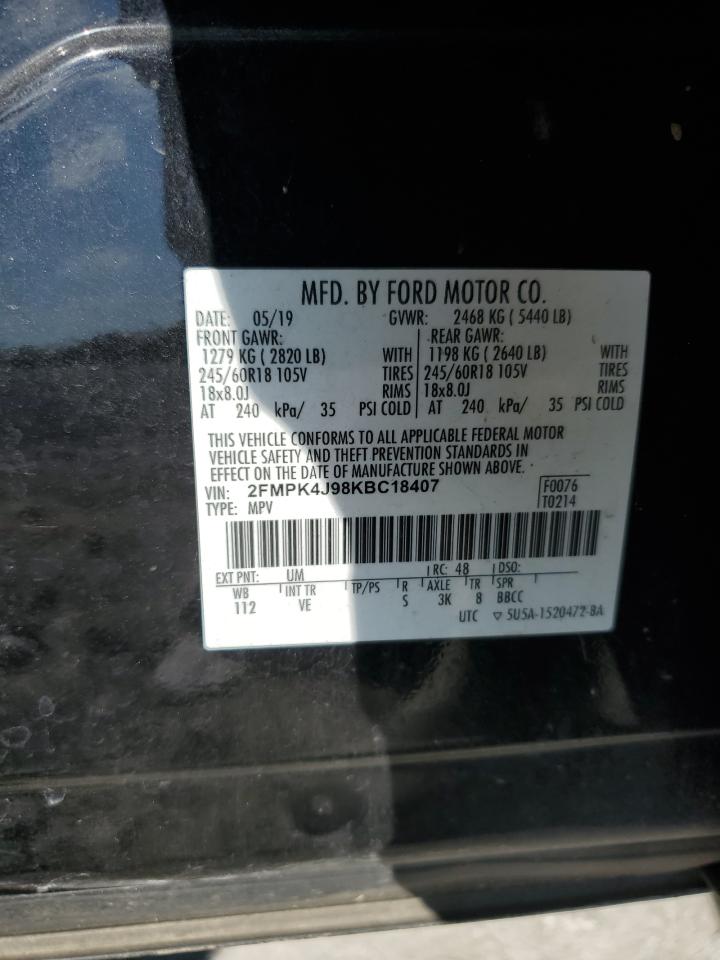 MFD. BY FORD MOTOR CO.
DATE: 05/19 GVWR: 2468 KG ( 5440 LB)
FRONT GAWR: REAR GAWR:
1279 KG ( 2820 LB) WITH 1198 KG ( 2640 LB) WITH
245/60R18 105V TIRES 245/60R18 105V TIRES
18x8.0J RIMS 18x8.0J RIMS
AT 240 kPa/ 35 PSI COLD AT 240 kPa/ 35 PSI COLD
THIS VEHICLE CONFORMS TO ALL APPLICABLE FEDERAL MOTOR
VEHICLE SAFETY AND THEFT PREVENTION STANDARDS IN
EFFECT ON THE DATE OF MANUFACTURE SHOWN ABOVE.
VIN: 2FMPK4J98KBC18407 F0076
TYPE: MPV T0214
EXT PNT: UM RC: 48 DSO:
WB INT TR TP/PS R AXLE TR SPR
112 VE S 3K 8 BBCC
UTC ▽ 5U5A-1520472-BA